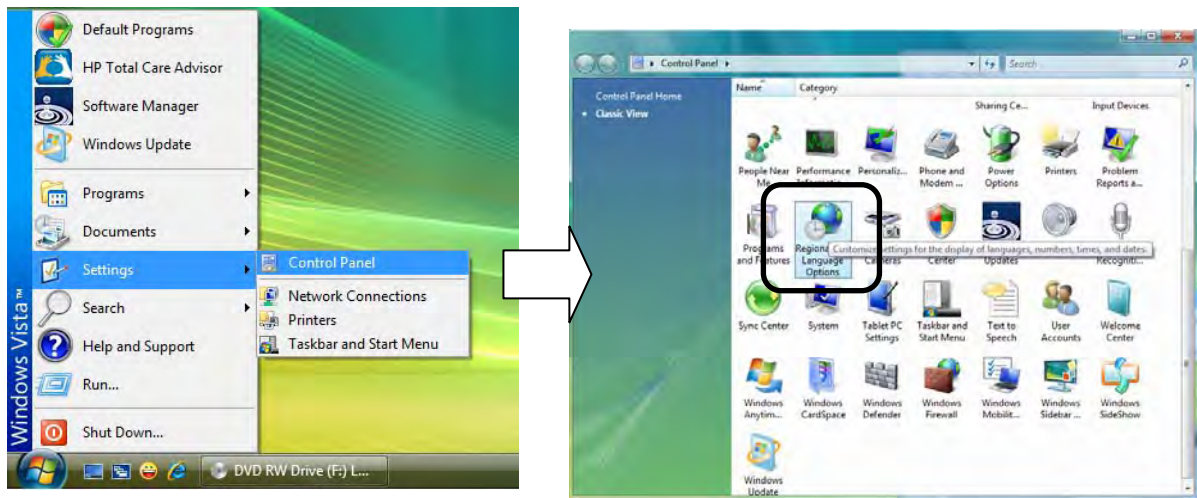 Default Programs
HP Total Care Advisor
Software Manager
Windows Update
Programs
Documents
Settings
Search
Help and Support
Run...
Shut Down...
Windows Vista™
Control Panel
Network Connections
Printers
Taskbar and Start Menu
DVD RW Drive (F:) L...
Control Panel
Search
Control Panel Home
Classic View
Name Category
Sharing Ce... Input Devices
People Near Me Performance Personaliz... Phone and Modem ... Power Options Printers Problem Reports a...
Programs and Features Regional Language Options Cameras Center Updates Recogniti...
Customize settings for the display of languages, numbers, times, and dates.
Sync Center System Tablet PC Settings Taskbar and Start Menu Text to Speech User Accounts Welcome Center
Windows Anytim... Windows CardSpace Windows Defender Windows Firewall Windows Mobilit... Windows Sidebar ... Windows SideShow
Windows Update